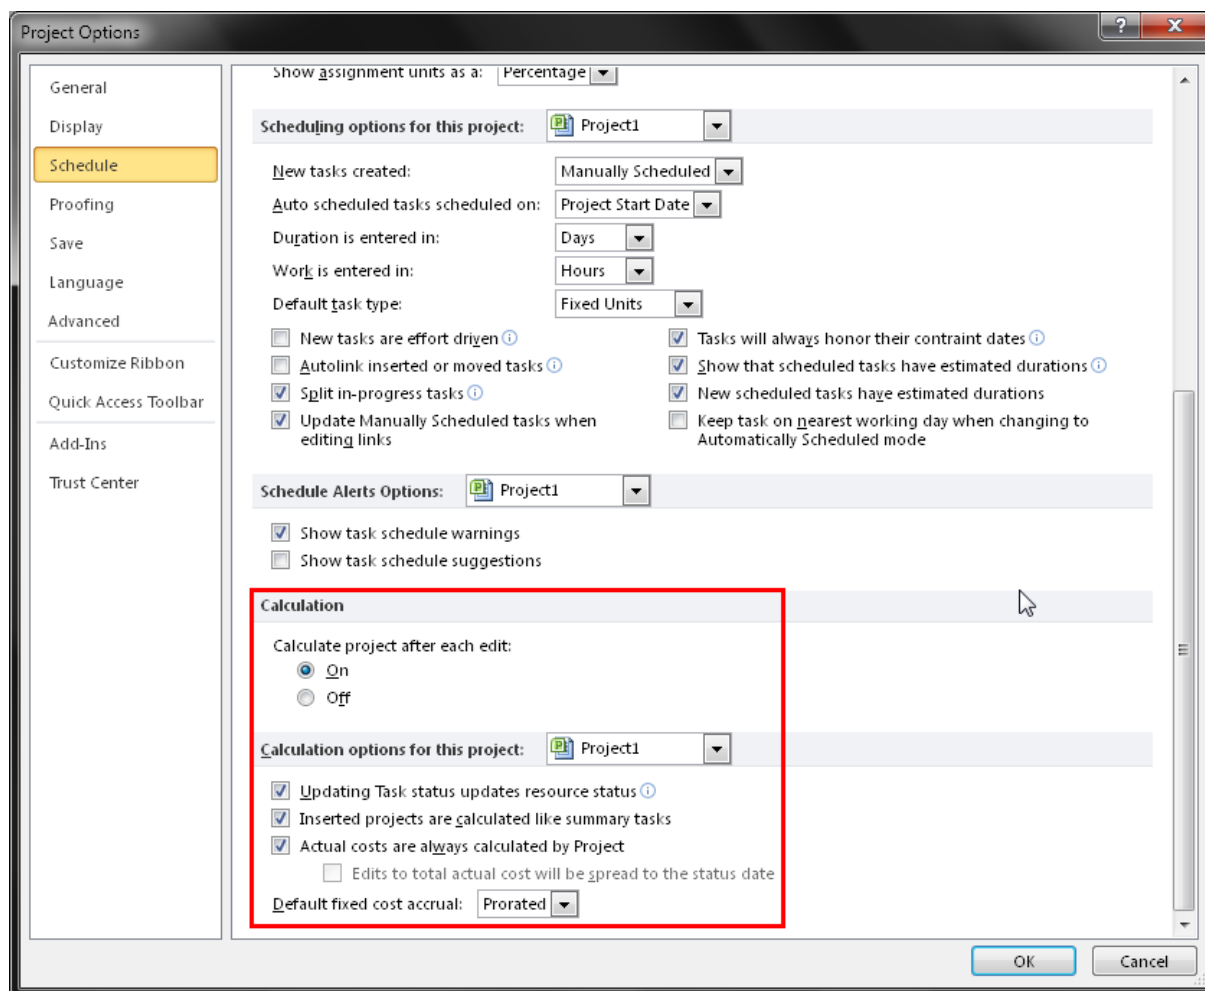 Project Options
?
General
Display
Schedule
Proofing
Save
Language
Advanced
Customize Ribbon
Quick Access Toolbar
Add-Ins
Trust Center
Show assignment units as a: Percentage
Scheduling options for this project: Project1
New tasks created: Manually Scheduled
Auto scheduled tasks scheduled on: Project Start Date
Duration is entered in: Days
Work is entered in: Hours
Default task type: Fixed Units
New tasks are effort driven
Autolink inserted or moved tasks
Split in-progress tasks
Update Manually Scheduled tasks when
editing links
Tasks will always honor their contraint dates
Show that scheduled tasks have estimated durations
New scheduled tasks have estimated durations
Keep task on nearest working day when changing to
Automatically Scheduled mode
Schedule Alerts Options: Project1
Show task schedule warnings
Show task schedule suggestions
Calculation
Calculate project after each edit:
On
Off
Calculation options for this project: Project1
Updating Task status updates resource status
Inserted projects are calculated like summary tasks
Actual costs are always calculated by Project
Edits to total actual cost will be spread to the status date
Default fixed cost accrual: Prorated
OK
Cancel